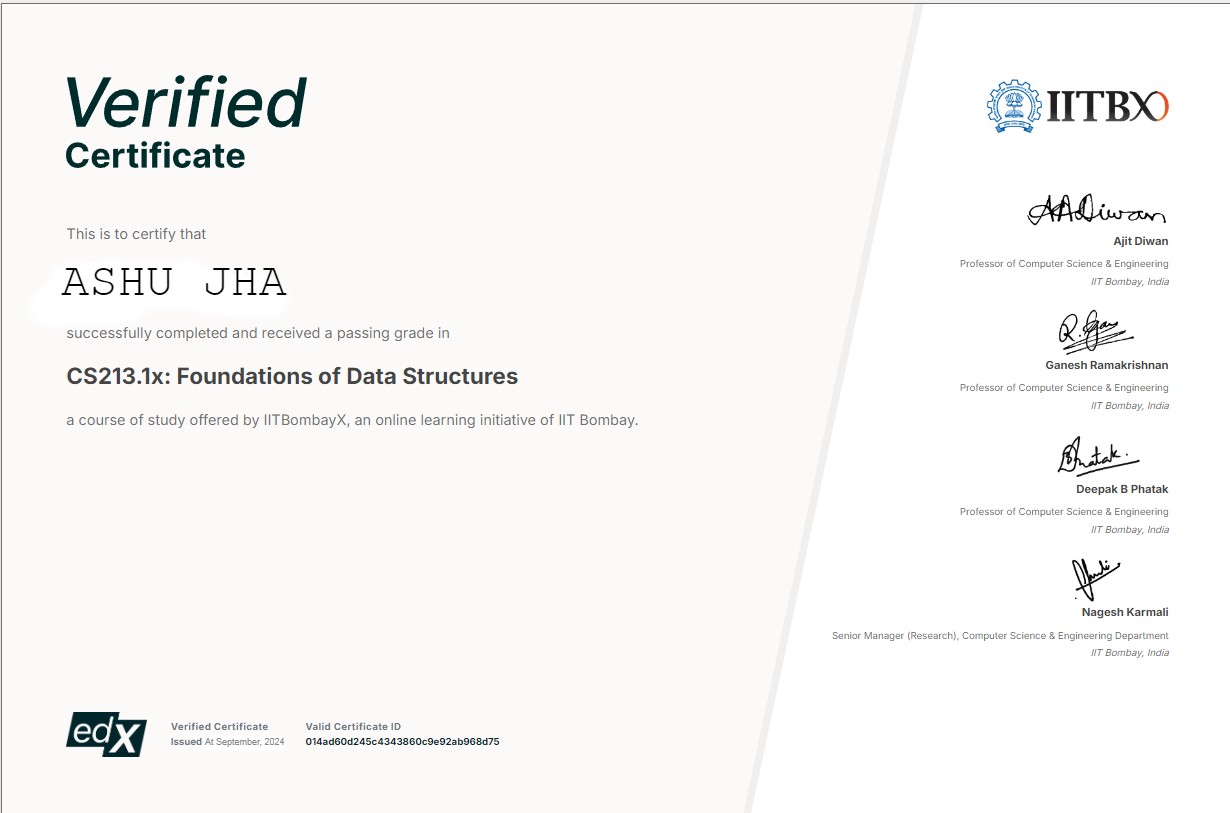 Verified
Certificate
This is to certify that
ASHU JHA
successfully completed and received a passing grade in
CS213.1x: Foundations of Data Structures
a course of study offered by IITBombayX, an online learning initiative of IIT Bombay.
edX
Verified Certificate
Issued At September, 2024
Valid Certificate ID
014ad60d245c4343860c9e92ab968d75
IITBX
AADiwan
Ajit Diwan
Professor of Computer Science & Engineering
IIT Bombay, India
Ganesh Ramakrishnan
Professor of Computer Science & Engineering
IIT Bombay, India
Deepak B Phatak
Professor of Computer Science & Engineering
IIT Bombay, India
Nagesh Karmali
Senior Manager (Research), Computer Science & Engineering Department
IIT Bombay, India